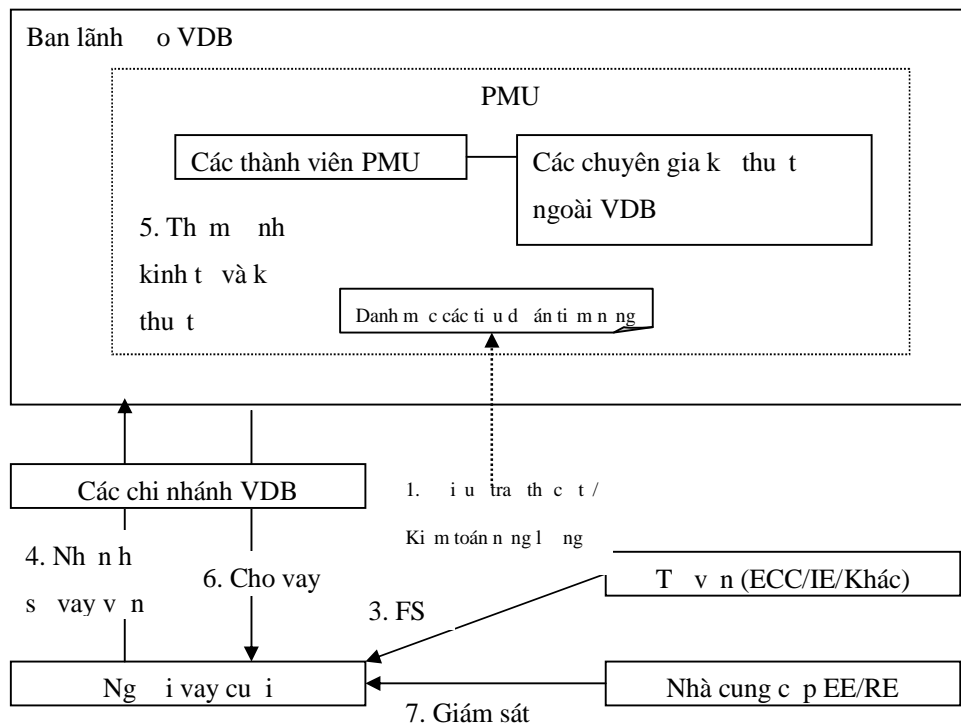 Ban lãnh o VDB
PMU
Các thành viên PMU
Các chuyên gia k thu t
ngoài VDB
5. Th m nh
kinh t và k
thu t
Danh m c các ti u d án ti m n ng
Các chi nhánh VDB
1. i u tra th c t /
Ki m toán n ng l ng
4. Nh n h
s vay v n
6. Cho vay
3. FS
T v n (ECC/IE/Khác)
Ng i vay cu i
7. Giám sát
Nhà cung c p EE/RE